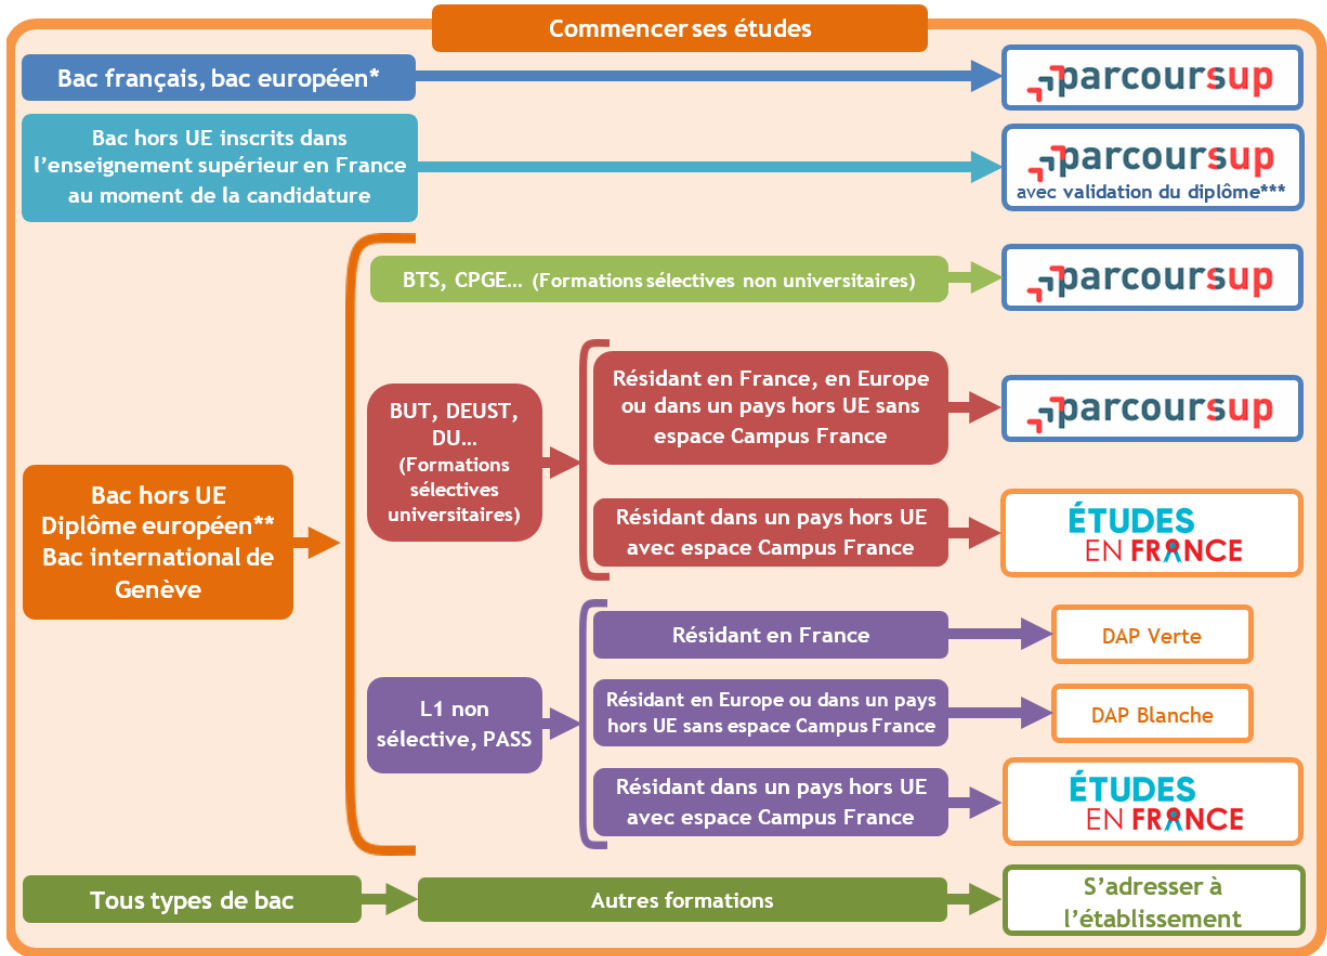 Commencer ses études
Bac français, bac européen*
parcoursup
Bac hors UE inscrits dans
l’enseignement supérieur en France
au moment de la candidature
parcoursup
avec validation du diplôme***
Bac hors UE
Diplôme européen**
Bac international de
Genève
BTS, CPGE... (Formations sélectives non universitaires)
parcoursup
BUT, DEUST,
DU...
(Formations
sélectives
universitaires)
Résidant en France, en Europe
ou dans un pays hors UE sans
espace Campus France
parcoursup
Résidant dans un pays hors UE
avec espace Campus France
ÉTUDES
EN FRANCE
L1 non
sélective, PASS
Résidant en France
DAP Verte
Résidant en Europe ou dans un pays
hors UE sans espace Campus France
DAP Blanche
Résidant dans un pays hors UE
avec espace Campus France
ÉTUDES
EN FRANCE
Tous types de bac
Autres formations
S’adresser à
l’établissement